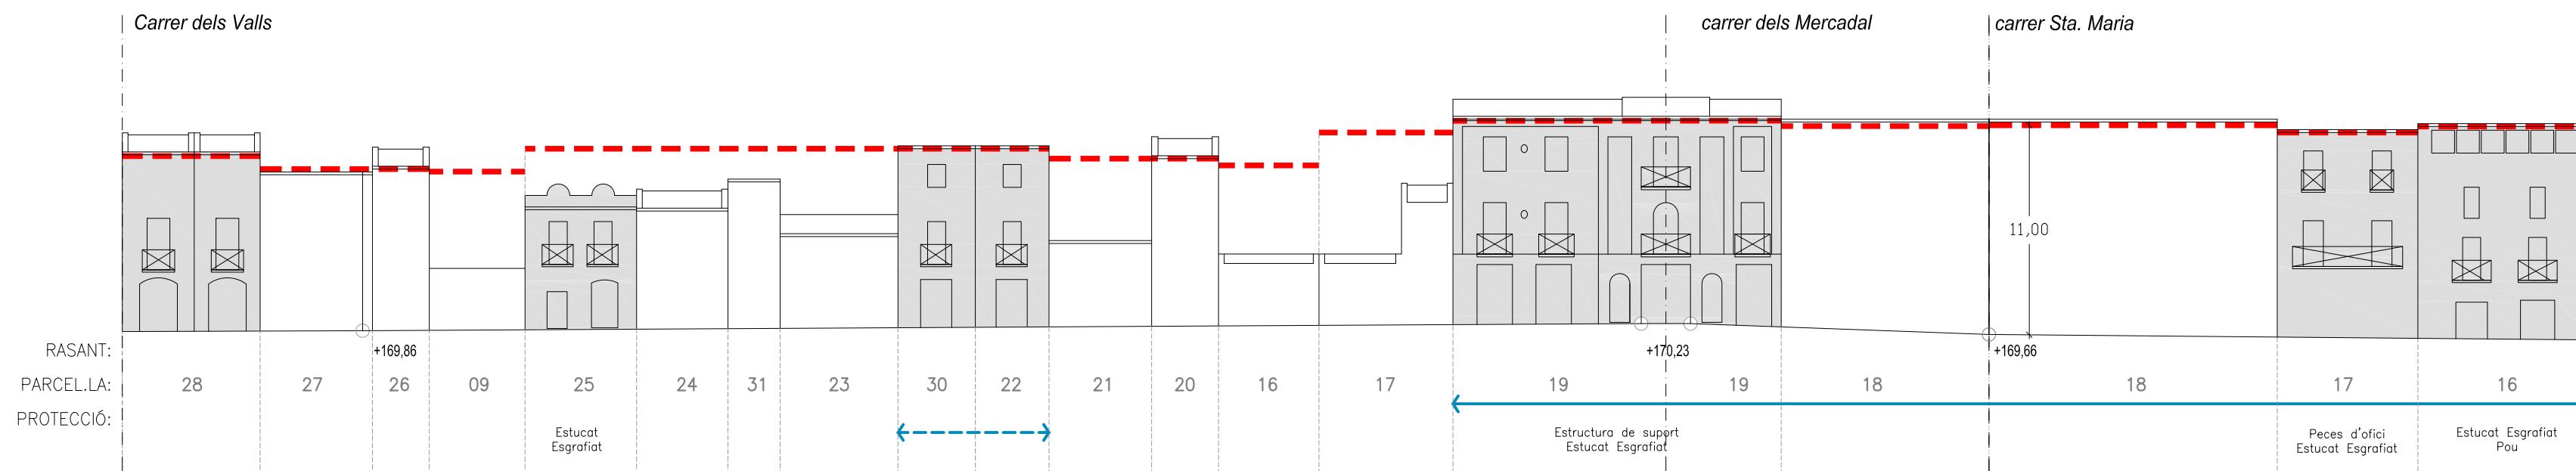 Carrer dels Valls
carrer dels Mercadal
carrer Sta. Maria
11,00
RASANT:
+169,86
+170,23
+169,66
PARCEL.LA:
28 27 26 09 25 24 31 23 30 22 21 20 16 17 19 19 18 18 17 16
PROTECCIÓ:
Estucat
Esgrafiat
Estructura de suport
Estucat Esgrafiat
Peces d'ofici
Estucat Esgrafiat
Estucat Esgrafiat
Pou